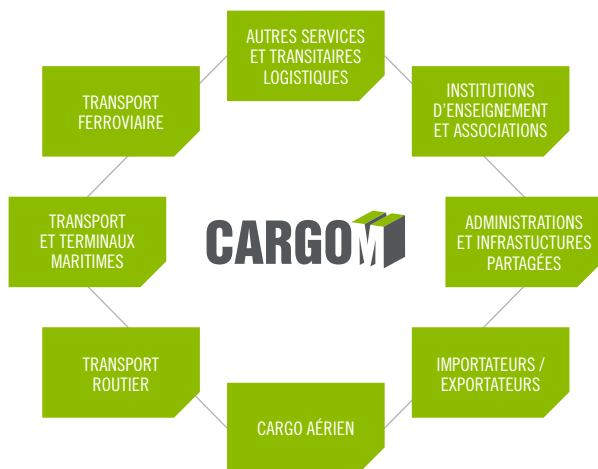 AUTRES SERVICES
ET TRANSITAIRES
LOGISTIQUES
TRANSPORT
FERROVIAIRE
INSTITUTIONS
D'ENSEIGNEMENT
ET ASSOCIATIONS
TRANSPORT
ET TERMINAUX
MARITIMES
CARGOM
ADMINISTRATIONS
ET INFRASTUCTURES
PARTAGÉES
TRANSPORT
ROUTIER
IMPORTATEURS /
EXPORTATEURS
CARGO AÉRIEN